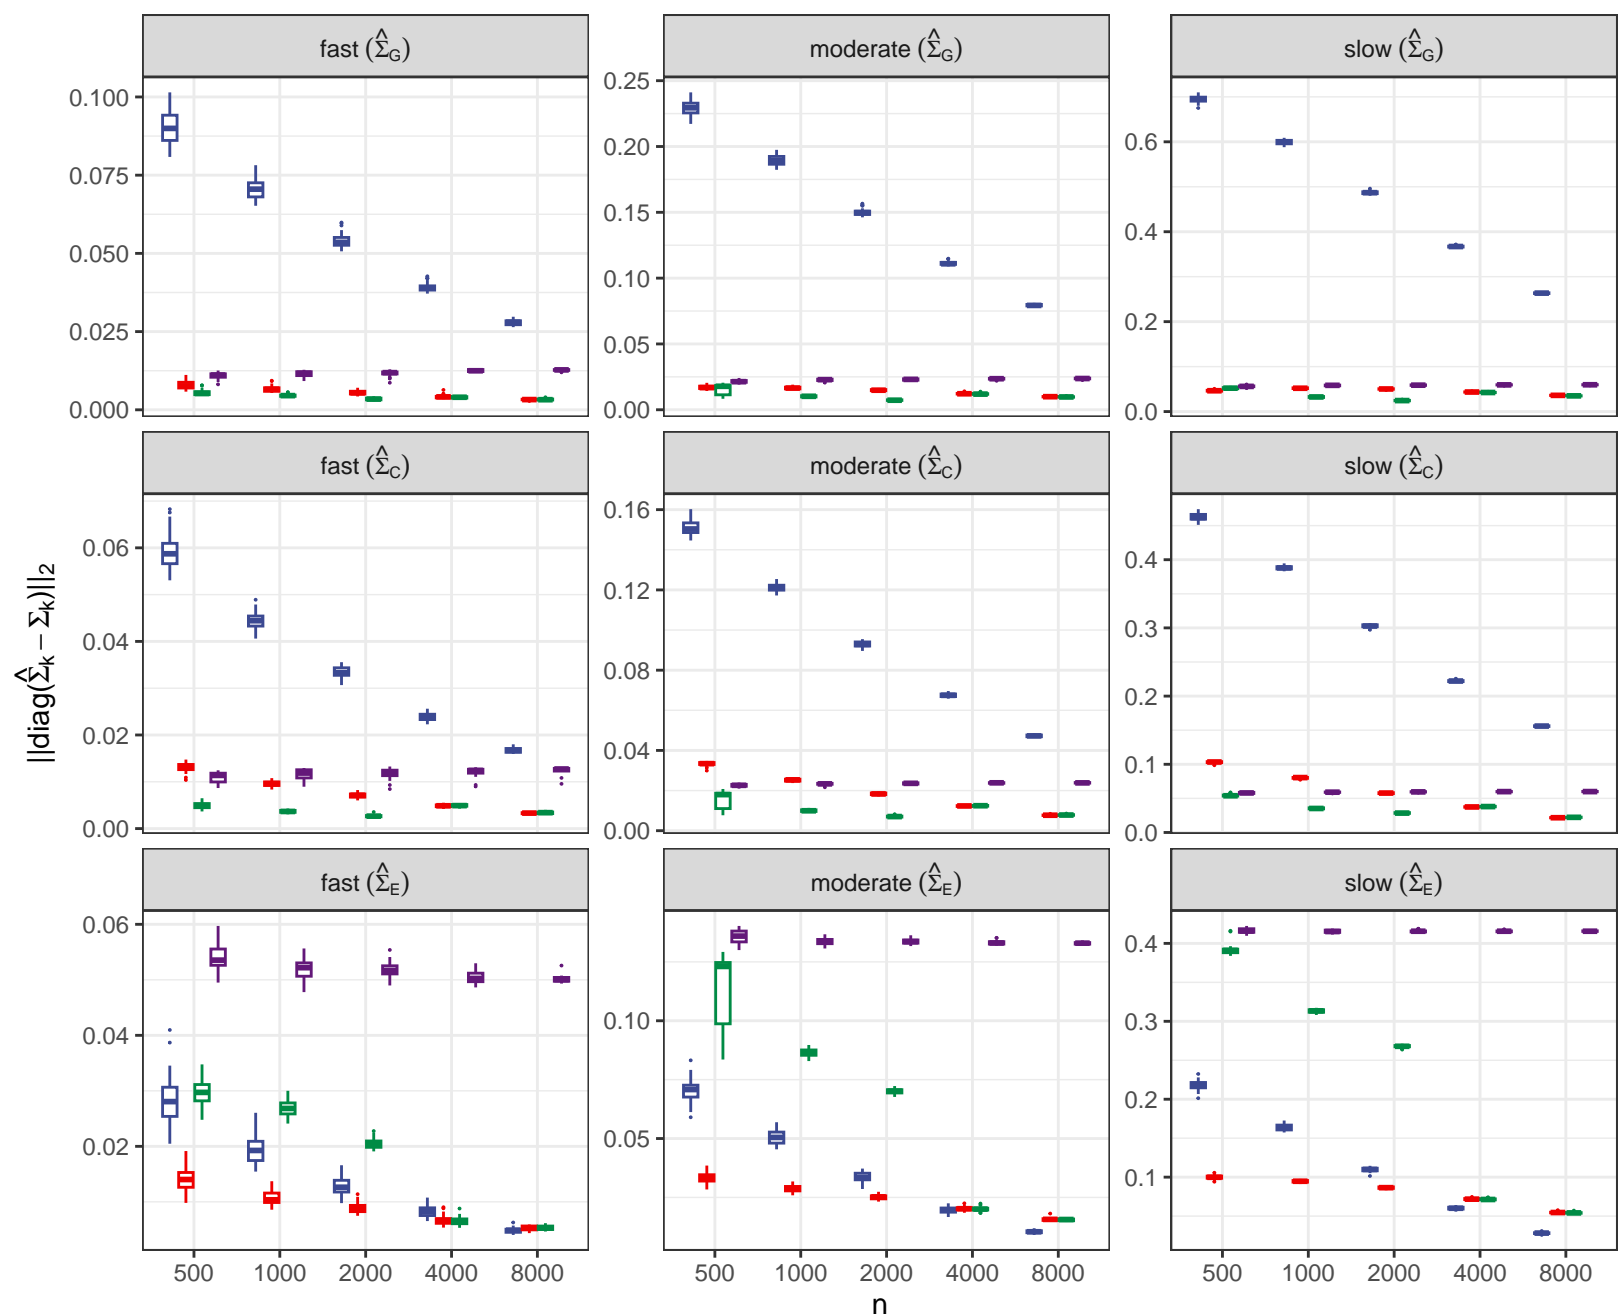 fast (Σ̂G)
moderate (Σ̂G)
slow (Σ̂G)
0.100
0.075
0.050
0.025
0.000
0.25
0.20
0.15
0.10
0.05
0.00
0.6
0.4
0.2
0.0
fast (Σ̂C)
moderate (Σ̂C)
slow (Σ̂C)
0.06
0.04
0.02
0.00
0.16
0.12
0.08
0.04
0.00
0.4
0.3
0.2
0.1
0.0
||diag(Σ̂k − Σk)||2
fast (Σ̂E)
moderate (Σ̂E)
slow (Σ̂E)
0.06
0.04
0.02
0.10
0.05
0.4
0.3
0.2
0.1
500 1000 2000 4000 8000
500 1000 2000 4000 8000
500 1000 2000 4000 8000
n